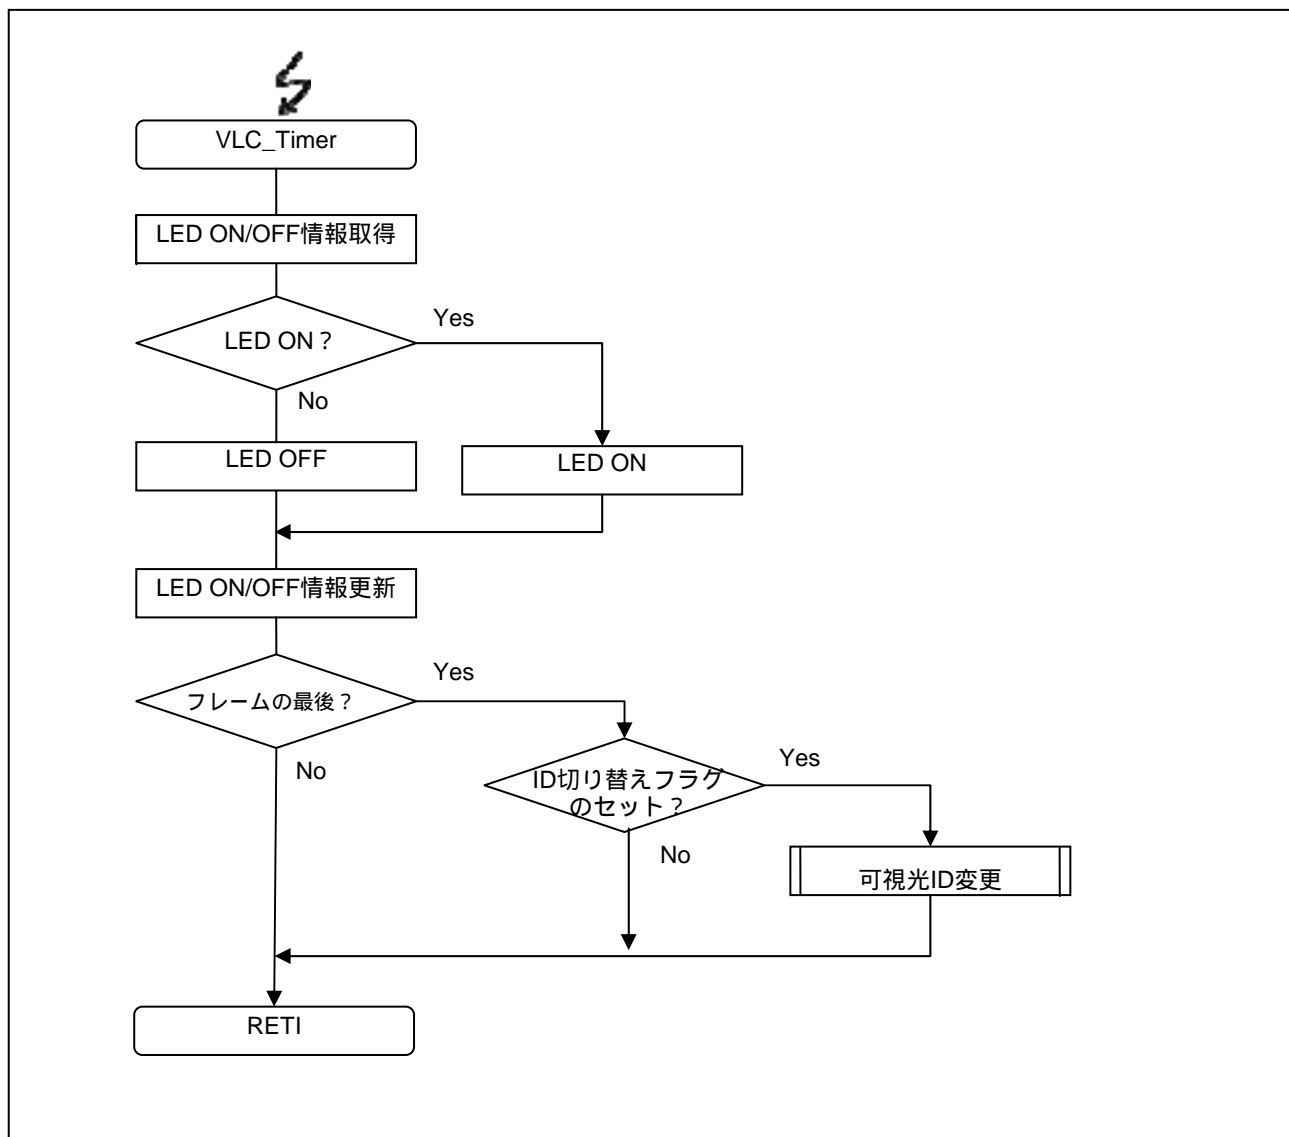 VLC_Timer
LED ON/OFF情報取得
LED ON？
Yes
No
LED OFF
LED ON
LED ON/OFF情報更新
フレームの最後？
Yes
No
ID切り替えフラグ
のセット？
Yes
No
可視光ID変更
RETI